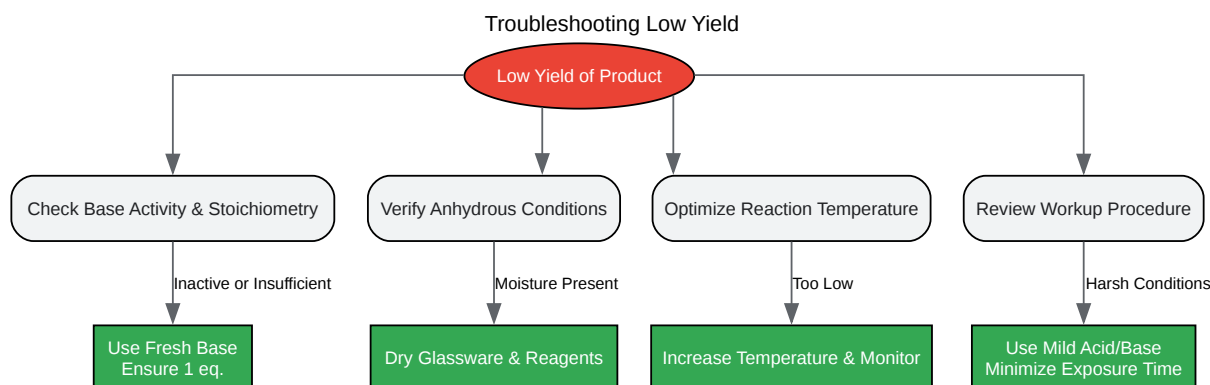 Troubleshooting Low Yield
Low Yield of Product
Check Base Activity & Stoichiometry
Verify Anhydrous Conditions
Optimize Reaction Temperature
Review Workup Procedure
Inactive or Insufficient
Moisture Present
Too Low
Harsh Conditions
Use Fresh Base
Ensure 1 eq.
Dry Glassware & Reagents
Increase Temperature & Monitor
Use Mild Acid/Base
Minimize Exposure Time